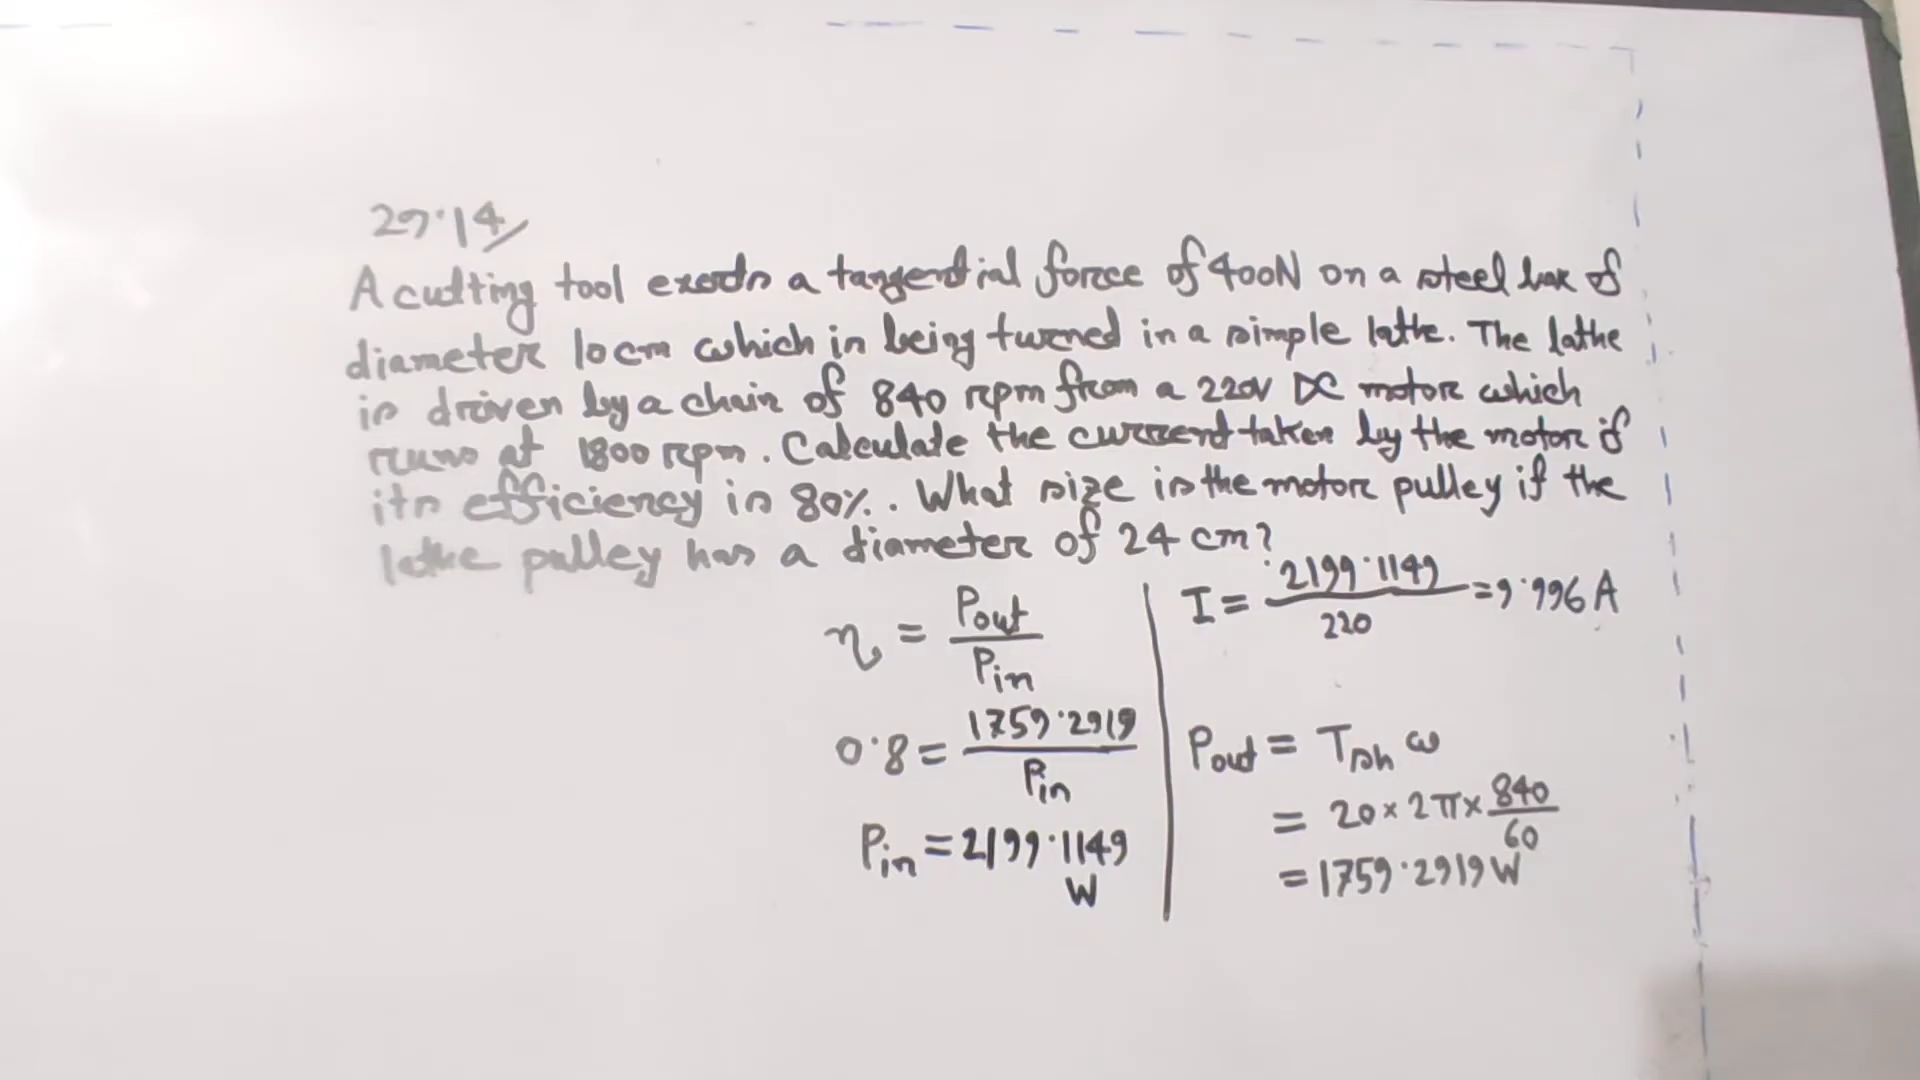 29.14
A cutting tool exerts a tangential force of 400N on a steel bar of
diameter 10cm which is being turned in a simple lathe. The lathe
is driven by a chain of 840 rpm from a 220V DC motor which
runs at 1800 rpm. Calculate the current taken by the motor if
its efficiency is 80%. What size is the motor pulley if the
lathe pulley has a diameter of 24 cm?
η = Pout / Pin
0.8 = 1759.2919 / Pin
Pin = 2199.1149
W
I = 2199.1149 / 220 = 9.996 A
Pout = Tsh ω
= 20 × 2π × 840 / 60
= 1759.2919 W